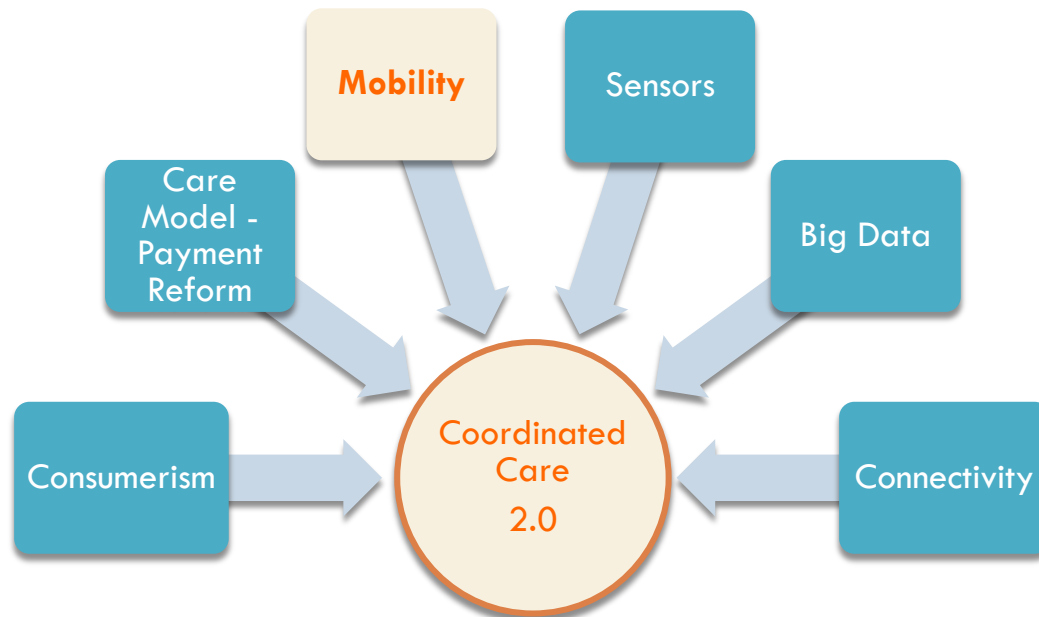 Mobility
Sensors
Care
Model -
Payment
Reform
Big Data
Consumerism
Coordinated
Care
2.0
Connectivity